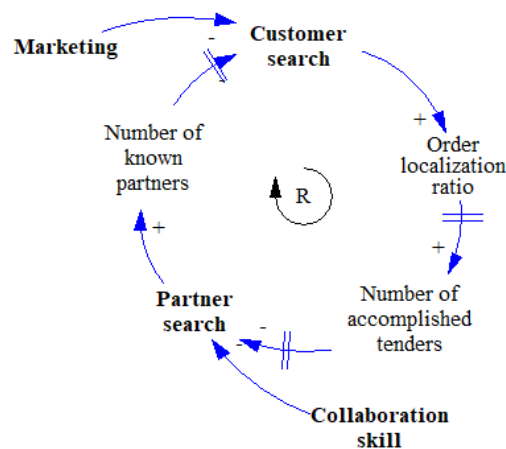 Marketing
-
Customer
search
-
Number of
known
partners
+
Order
localization
ratio
R
+
+
Partner
search
-
-
Number of
accomplished
tenders
Collaboration
skill